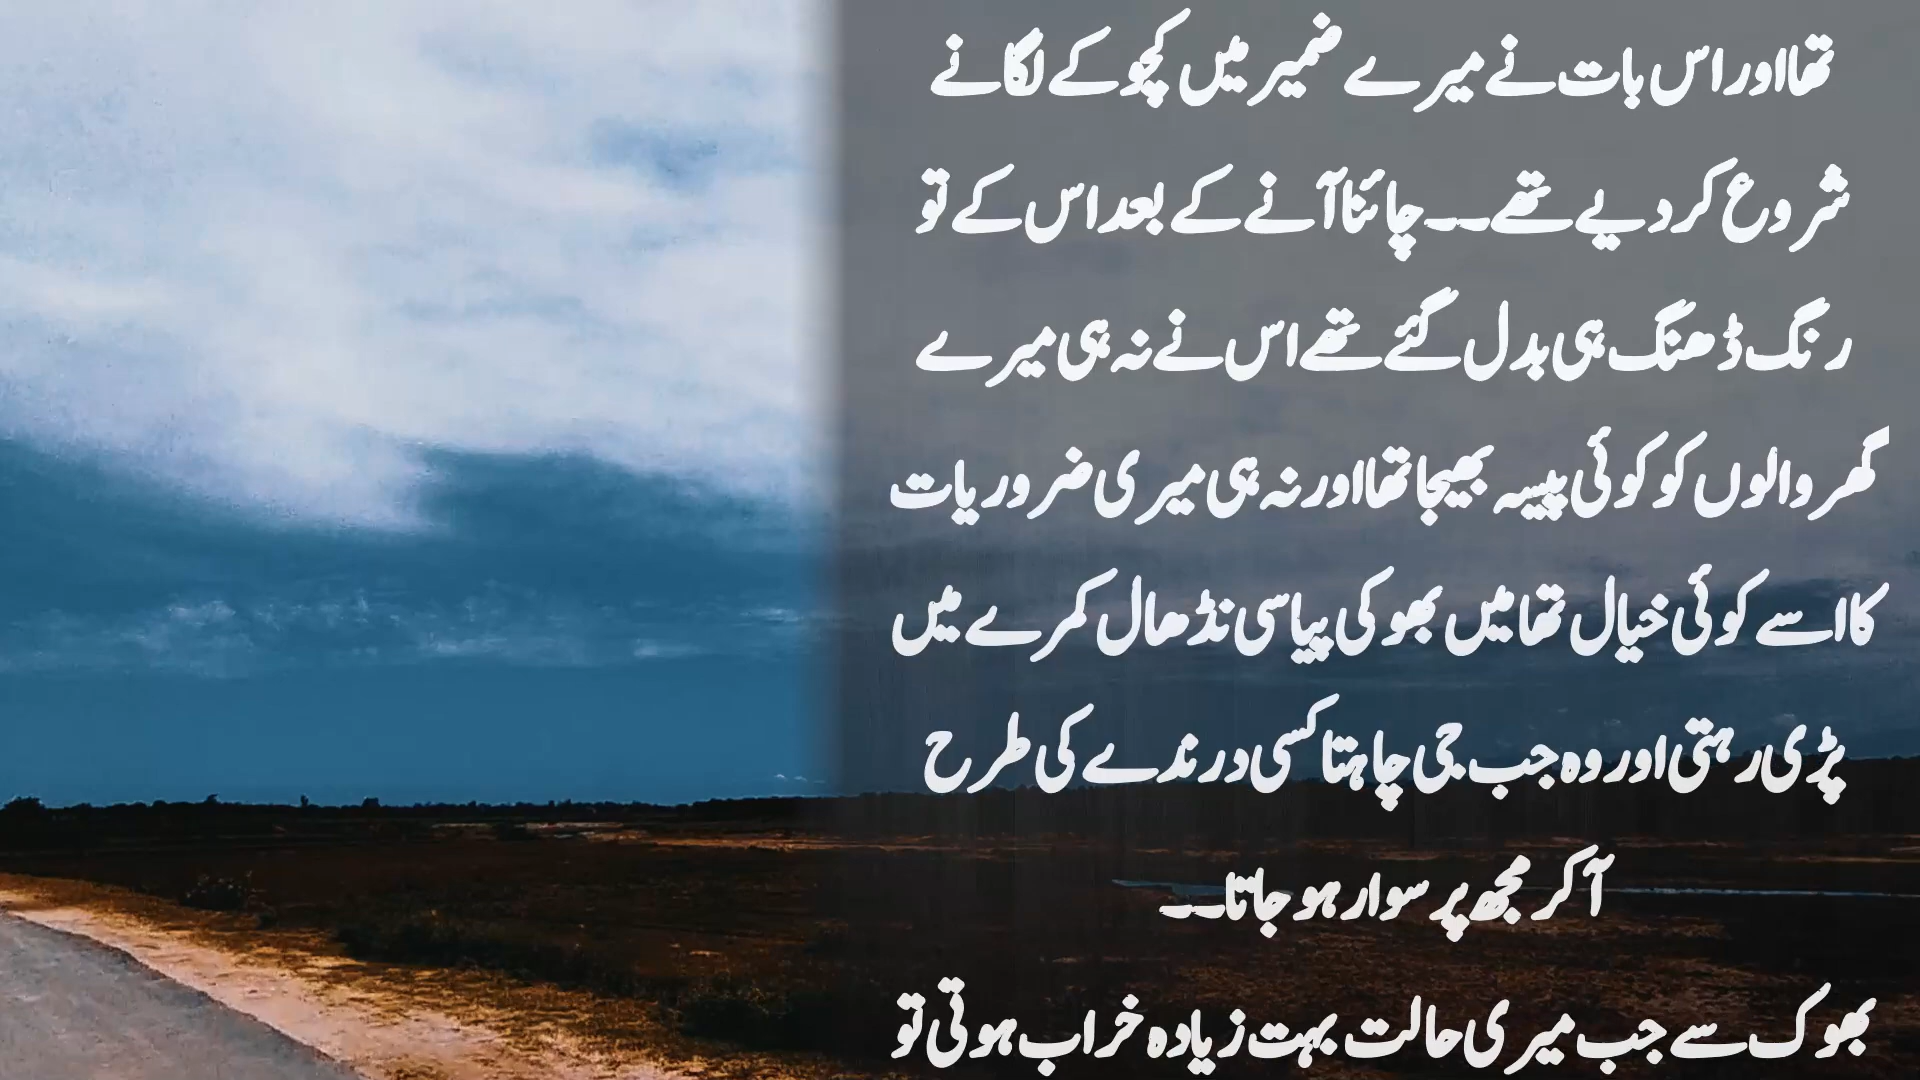 تھا اور اس بات نے میرے ضمیر میں کچوکے لگانے
شروع کر دیے تھے۔۔ چائنا آنے کے بعد اس کے تو
رنگ ڈھنگ ہی بدل گئے تھے اس نے نہ ہی میرے
گھر والوں کو کوئی پیسہ بھیجا تھا اور نہ ہی میری ضروریات
کا اسے کوئی خیال تھا میں بھوکی پیاسی نڈھال کمرے میں
پڑی رہتی اور وہ جب جی چاہتا کسی درندے کی طرح
آ کر مجھ پر سوار ہو جاتا۔۔
بھوک سے جب میری حالت بہت زیادہ خراب ہوتی تو